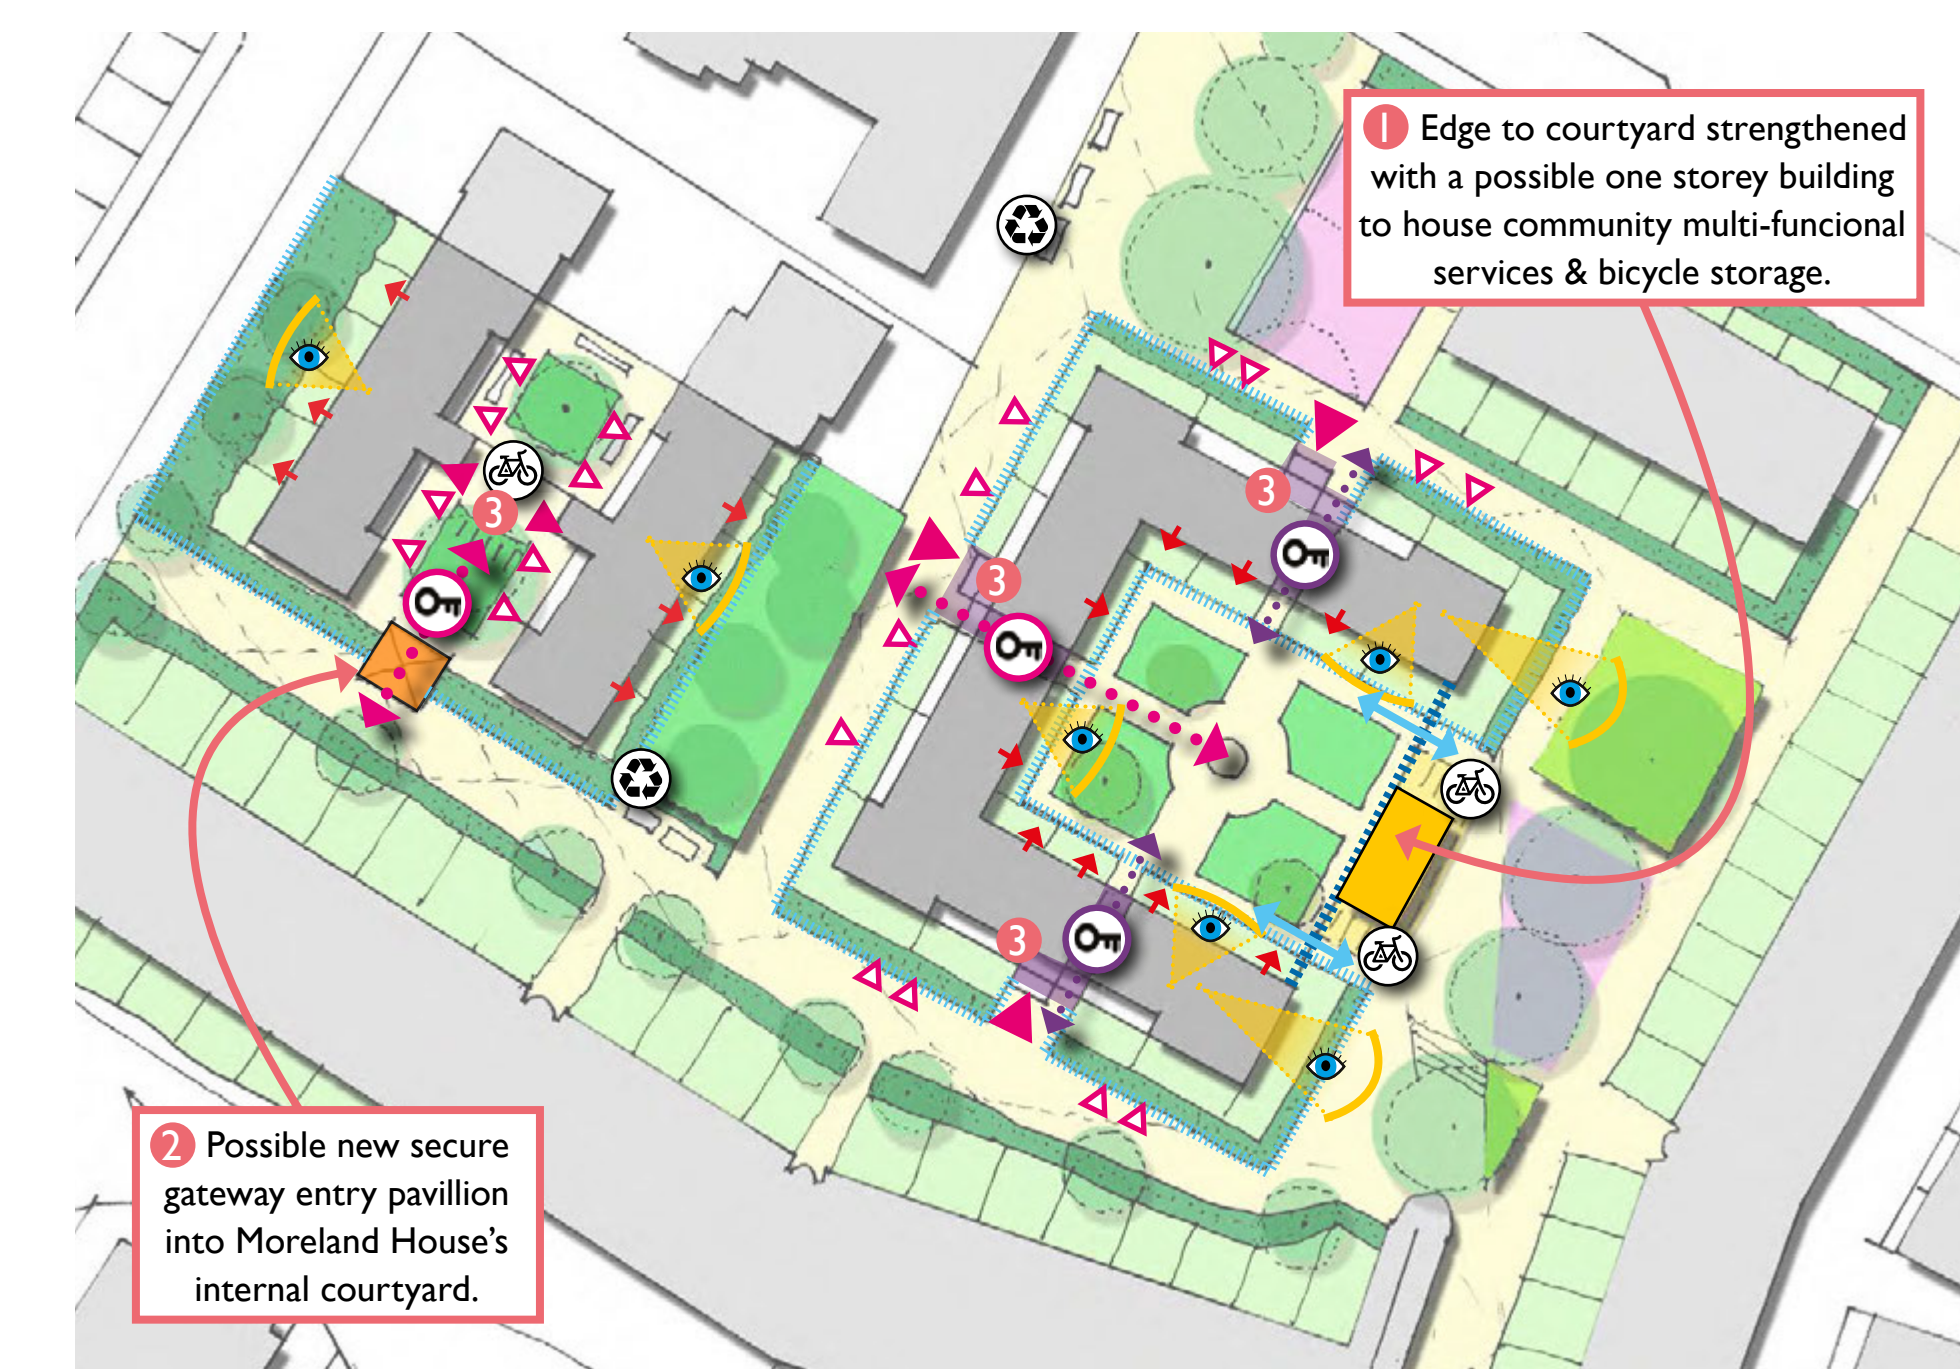 1 Edge to courtyard strengthened
with a possible one storey building
to house community multi-funcional
services & bicycle storage.
3
3
3
3
2 Possible new secure
gateway entry pavillion
into Moreland House's
internal courtyard.